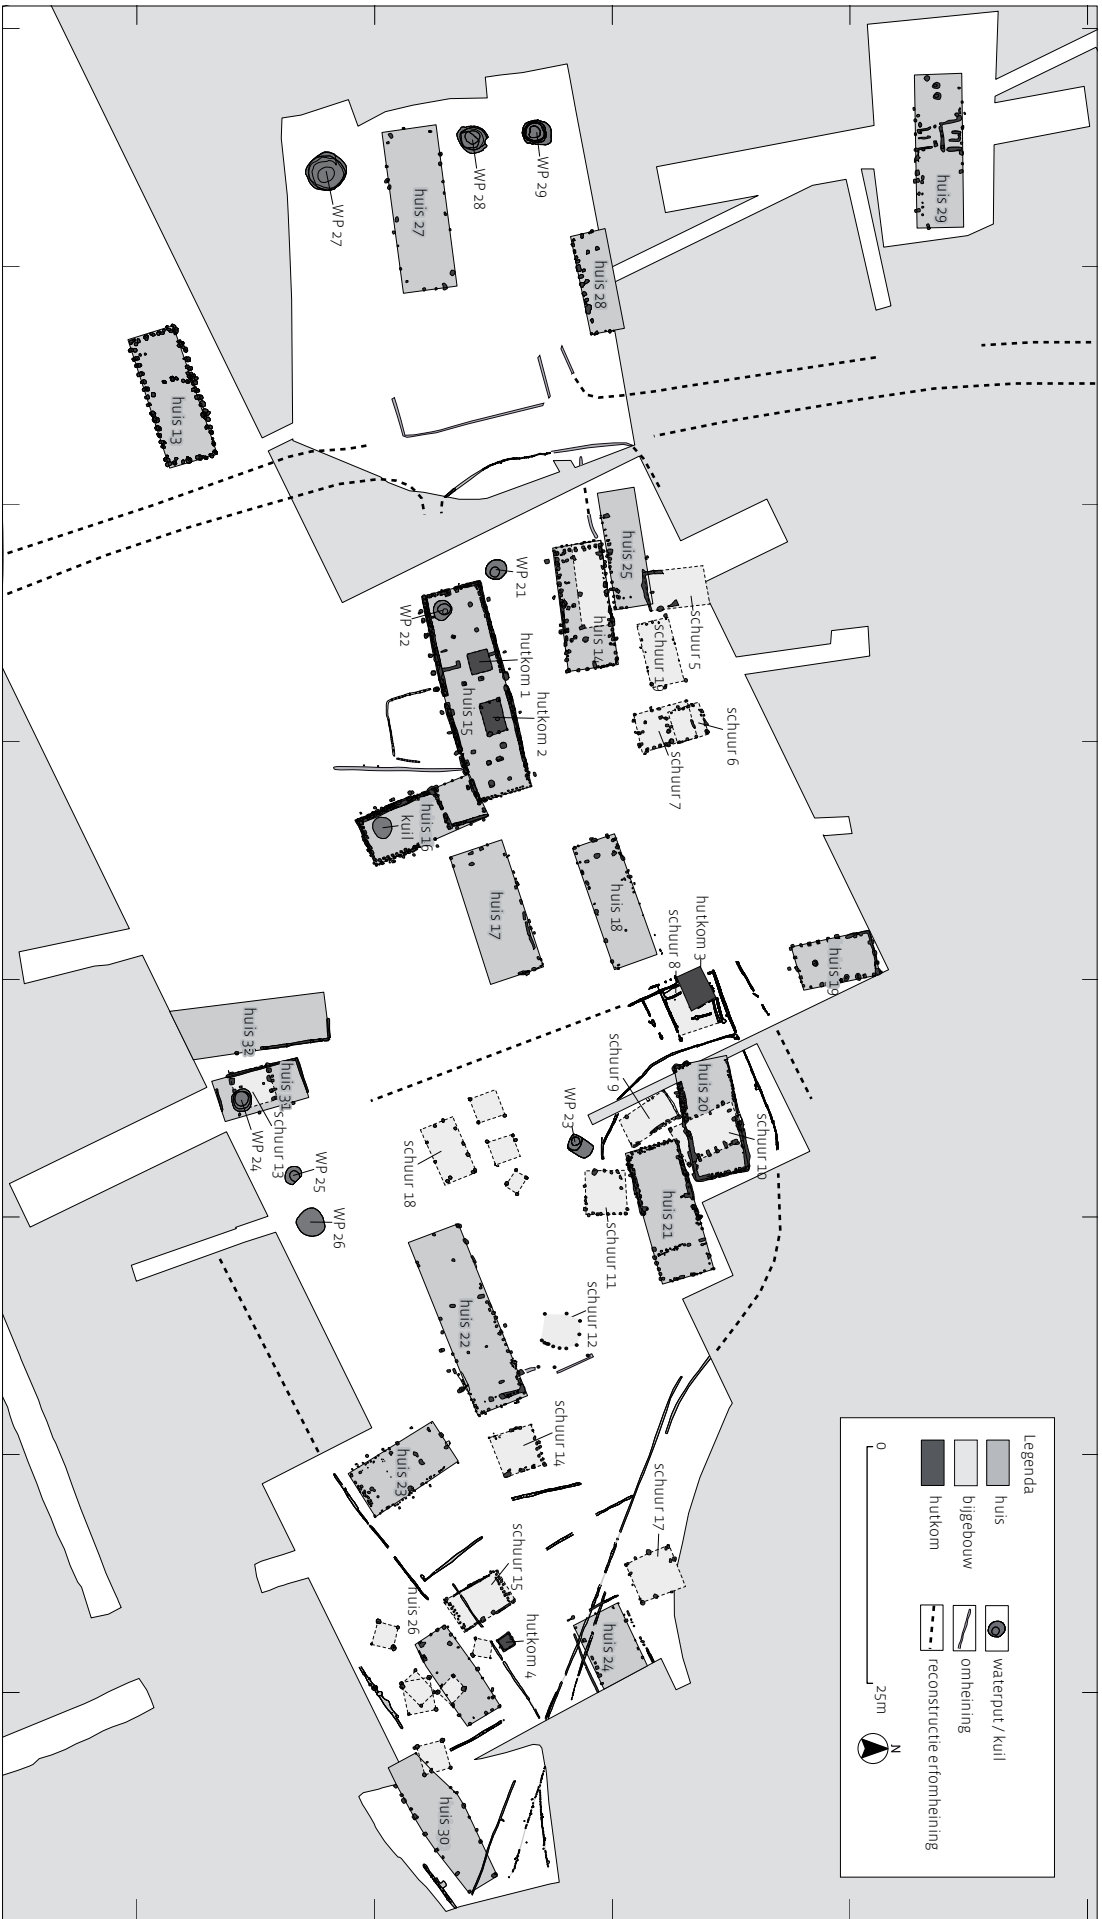 Legenda
huis
bijgebouw
hutkom
waterput / kuil
omheining
reconstructie erfomheining
0
25m
N
huis 29
WP 29
WP 28
WP 27
huis 27
huis 28
huis 13
huis 25
schuur 5
huis 14
WP 21
WP 22
hutkom 1
hutkom 2
huis 15
schuur 6
schuur 7
huis 16
kuil
huis 17
huis 18
hutkom 3
schuur 8
huis 19
huis 32
huis 31
schuur 13
WP 24
WP 25
WP 26
schuur 9
huis 20
schuur 10
WP 23
huis 21
schuur 11
schuur 18
huis 22
schuur 12
schuur 14
huis 23
schuur 17
schuur 15
hutkom 4
huis 24
huis 26
huis 30